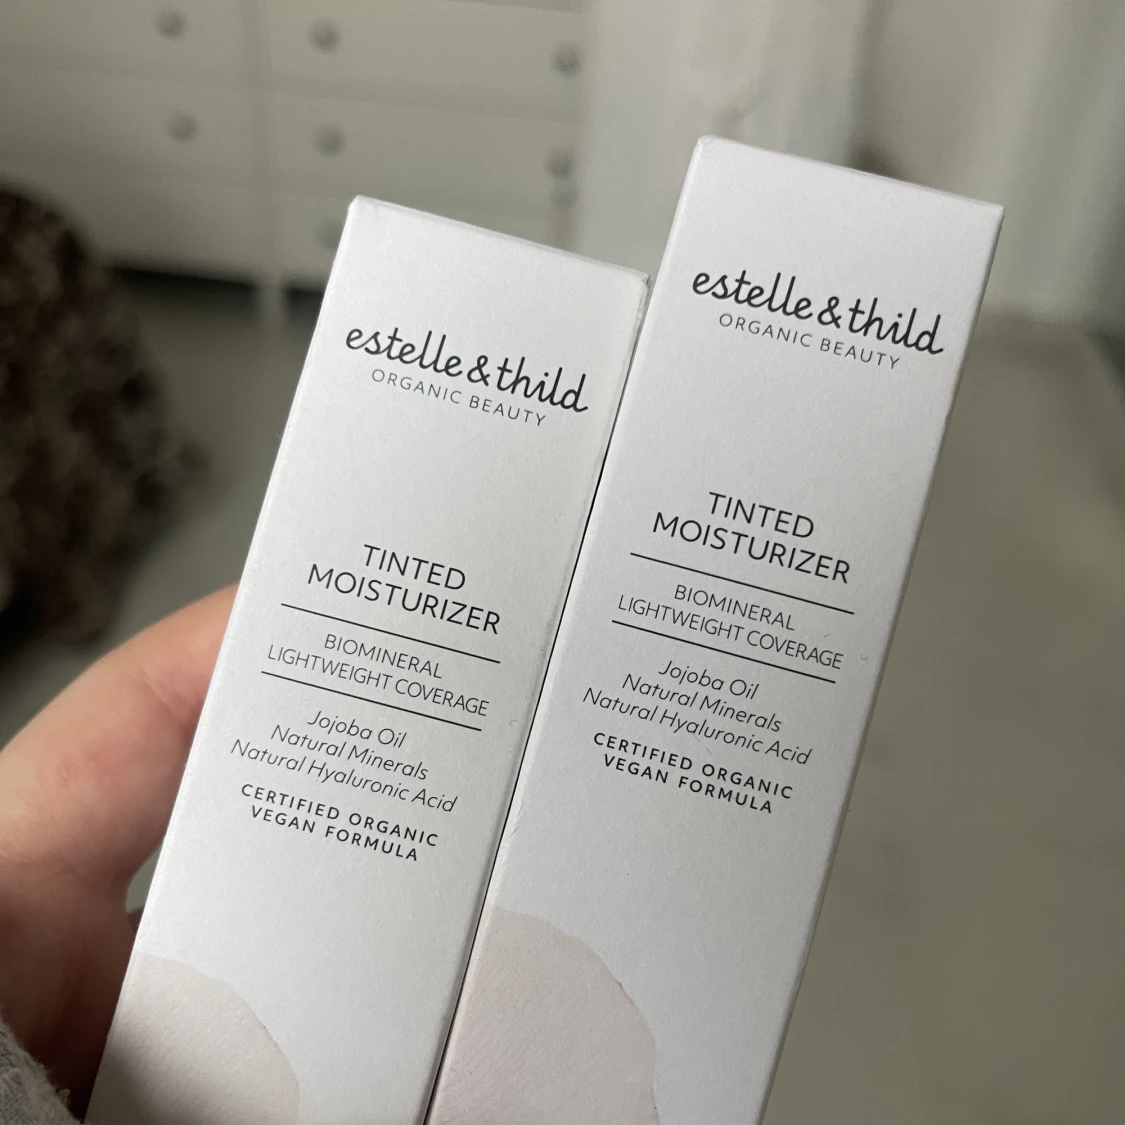 estelle&thild
ORGANIC BEAUTY
TINTED
MOISTURIZER
BIOMINERAL
LIGHTWEIGHT COVERAGE
Jojoba Oil
Natural Minerals
Natural Hyaluronic Acid
CERTIFIED ORGANIC
VEGAN FORMULA
estelle&thild
ORGANIC BEAUTY
TINTED
MOISTURIZER
BIOMINERAL
LIGHTWEIGHT COVERAGE
Jojoba Oil
Natural Minerals
Natural Hyaluronic Acid
CERTIFIED ORGANIC
VEGAN FORMULA